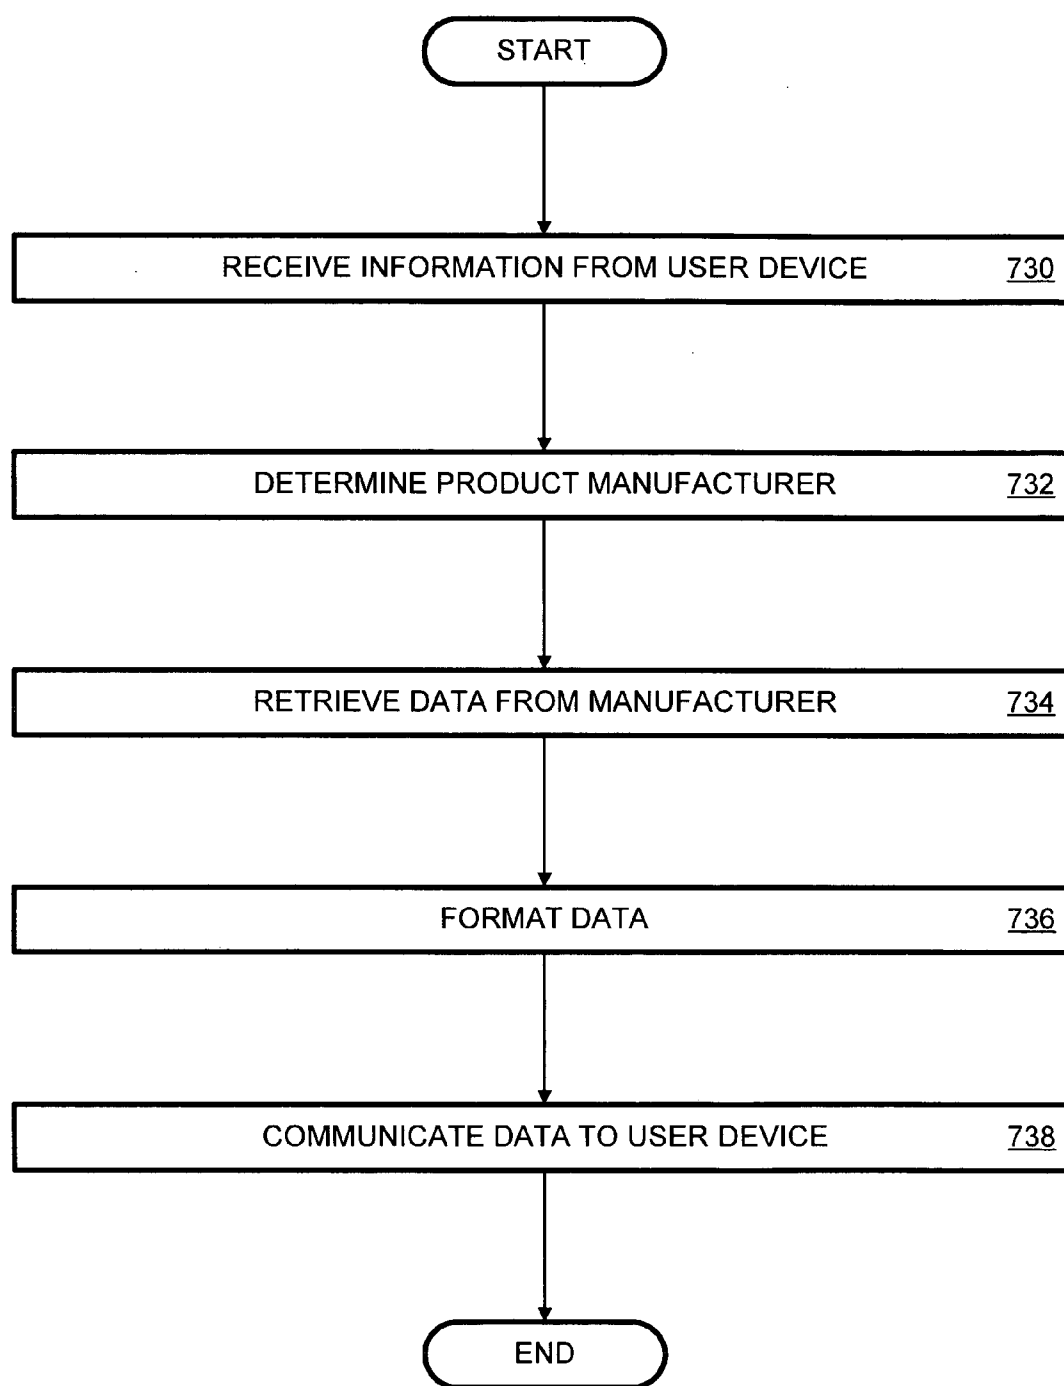 START
RECEIVE INFORMATION FROM USER DEVICE 730
DETERMINE PRODUCT MANUFACTURER 732
RETRIEVE DATA FROM MANUFACTURER 734
FORMAT DATA 736
COMMUNICATE DATA TO USER DEVICE 738
END